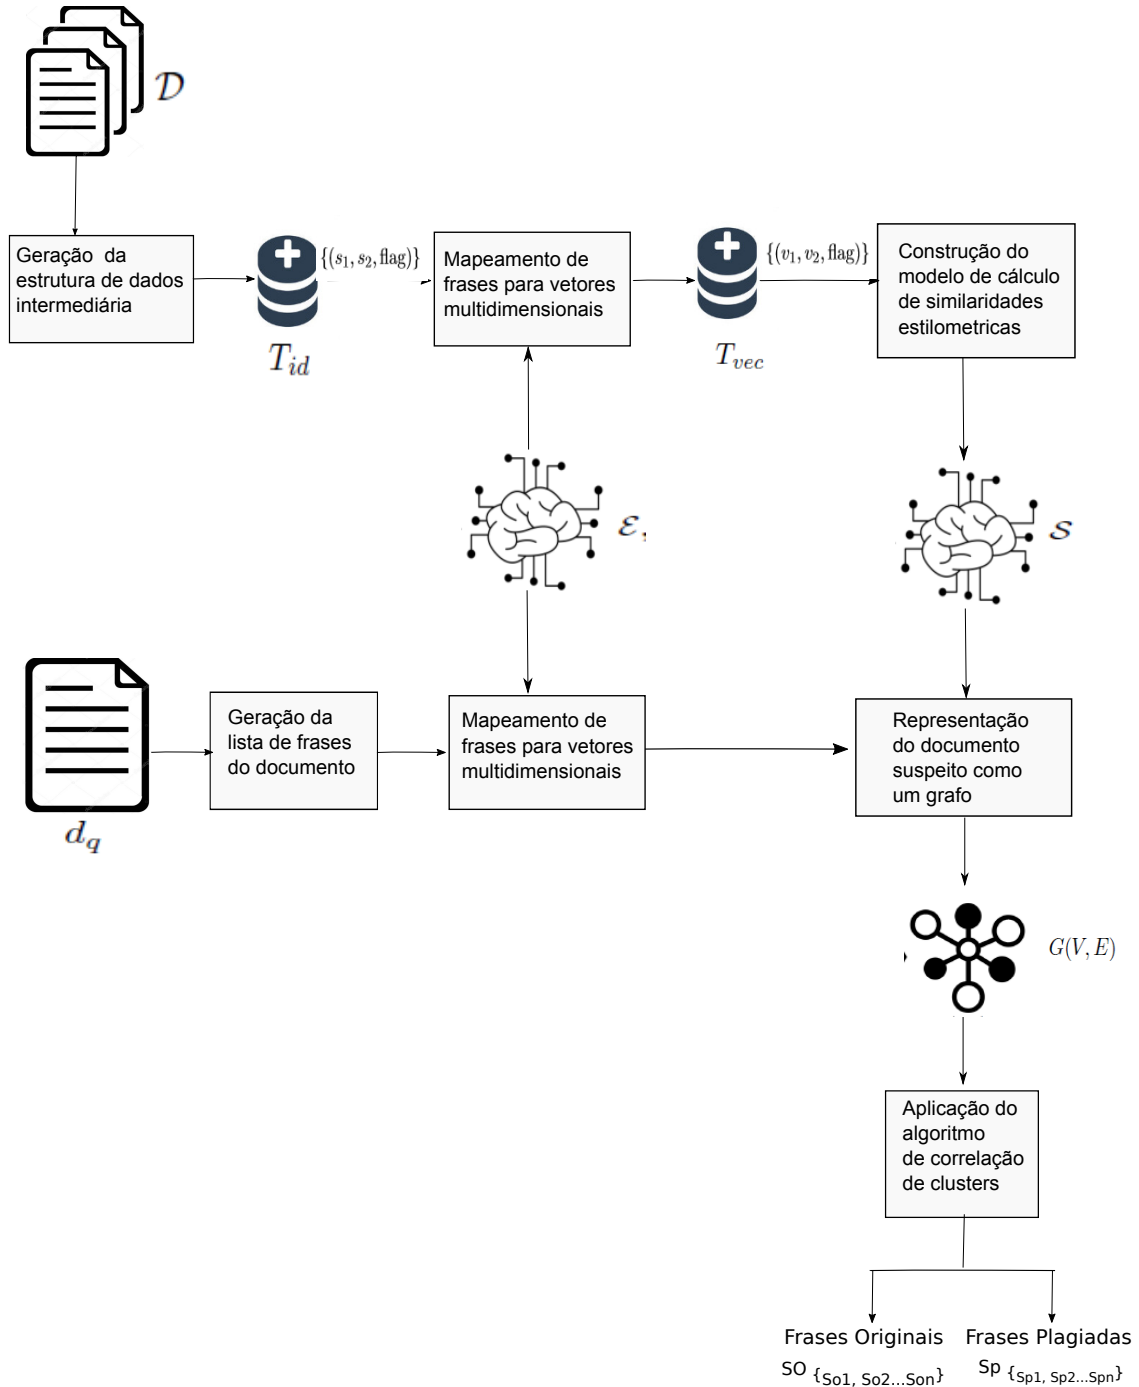 𝒟
Geração da
estrutura de dados
intermediária
{(s₁, s₂, flag)}
T_id
Mapeamento de
frases para vetores
multidimensionais
{(v₁, v₂, flag)}
T_vec
Construção do
modelo de cálculo
de similaridades
estilometricas
ℰ,
𝒮
d_q
Geração da
lista de frases
do documento
Mapeamento de
frases para vetores
multidimensionais
Representação
do documento
suspeito como
um grafo
G(V, E)
Aplicação do
algoritmo
de correlação
de clusters
Frases Originais
SO {So1, So2...Son}
Frases Plagiadas
Sp {Sp1, Sp2...Spn}